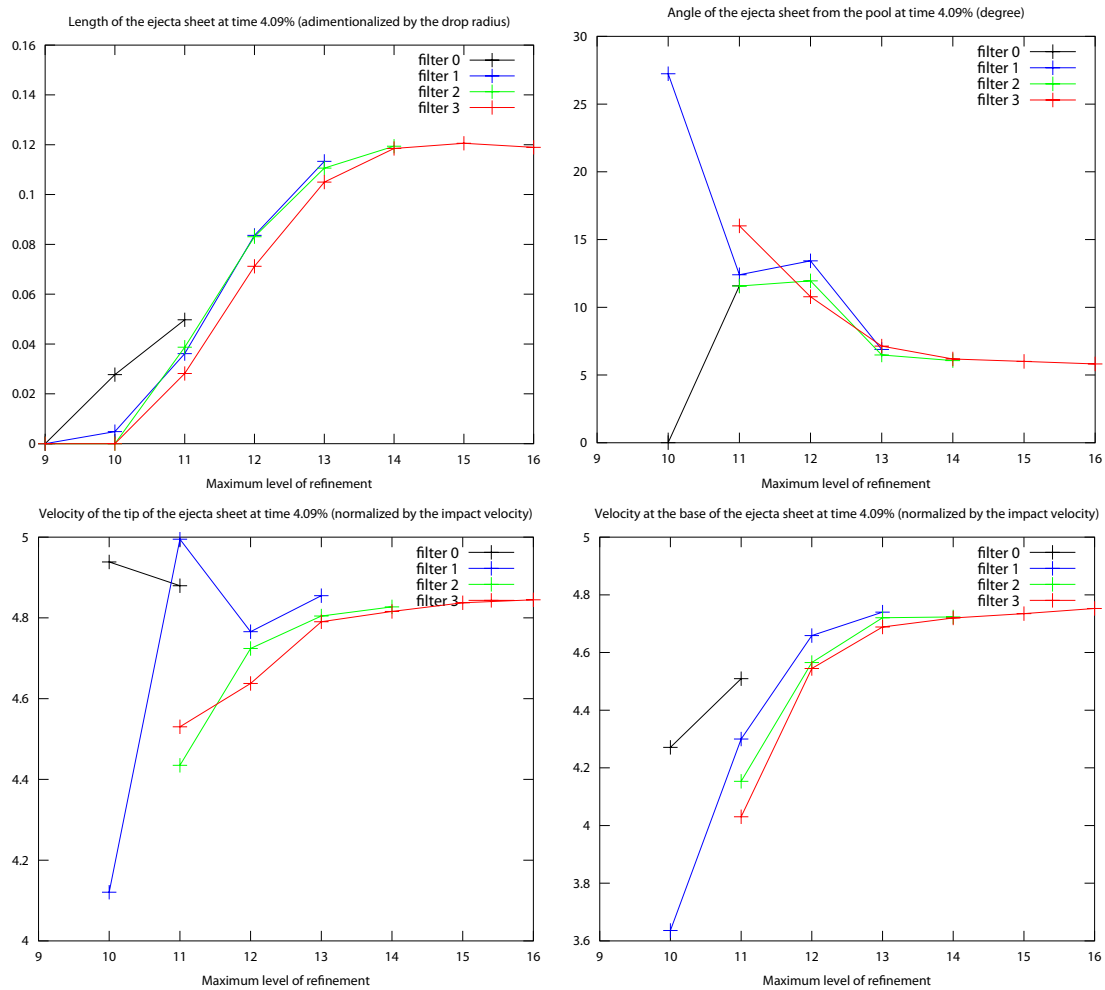 Length of the ejecta sheet at time 4.09% (adimentionalized by the drop radius)
0.16
0.14
0.12
0.1
0.08
0.06
0.04
0.02
0
filter 0
filter 1
filter 2
filter 3
9 10 11 12 13 14 15 16
Maximum level of refinement
Angle of the ejecta sheet from the pool at time 4.09% (degree)
30
25
20
15
10
5
0
filter 0
filter 1
filter 2
filter 3
9 10 11 12 13 14 15 16
Maximum level of refinement
Velocity of the tip of the ejecta sheet at time 4.09% (normalized by the impact velocity)
5
4.8
4.6
4.4
4.2
4
filter 0
filter 1
filter 2
filter 3
9 10 11 12 13 14 15 16
Maximum level of refinement
Velocity at the base of the ejecta sheet at time 4.09% (normalized by the impact velocity)
5
4.8
4.6
4.4
4.2
4
3.8
3.6
filter 0
filter 1
filter 2
filter 3
9 10 11 12 13 14 15 16
Maximum level of refinement